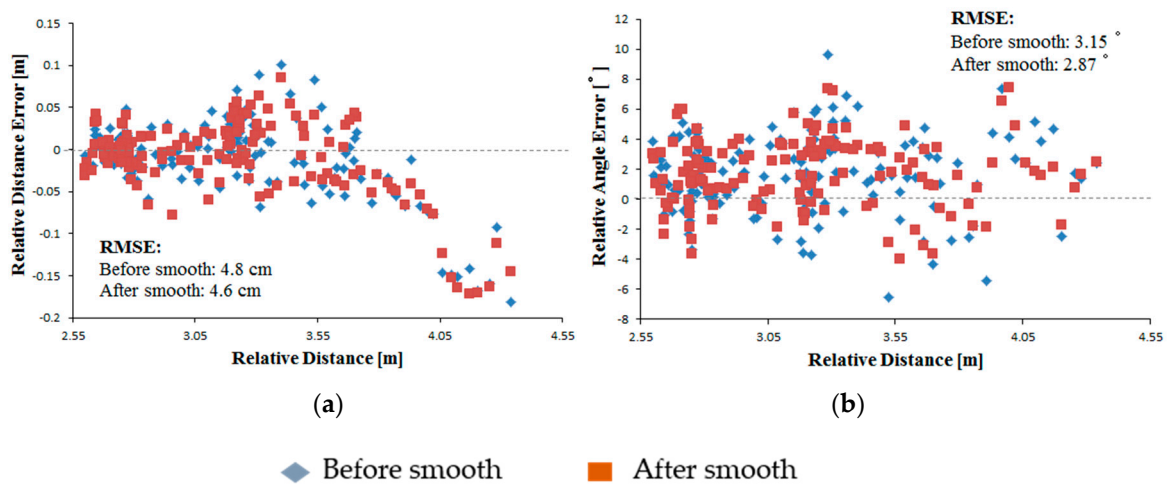 0.15
0.1
0.05
0
-0.05
-0.1
-0.15
-0.2
Relative Distance Error [m]
RMSE:
Before smooth: 4.8 cm
After smooth: 4.6 cm
2.55 3.05 3.55 4.05 4.55
Relative Distance [m]
(a)
12
10
8
6
4
2
0
-2
-4
-6
-8
Relative Angle Error [°]
RMSE:
Before smooth: 3.15 °
After smooth: 2.87 °
2.55 3.05 3.55 4.05 4.55
Relative Distance [m]
(b)
Before smooth After smooth